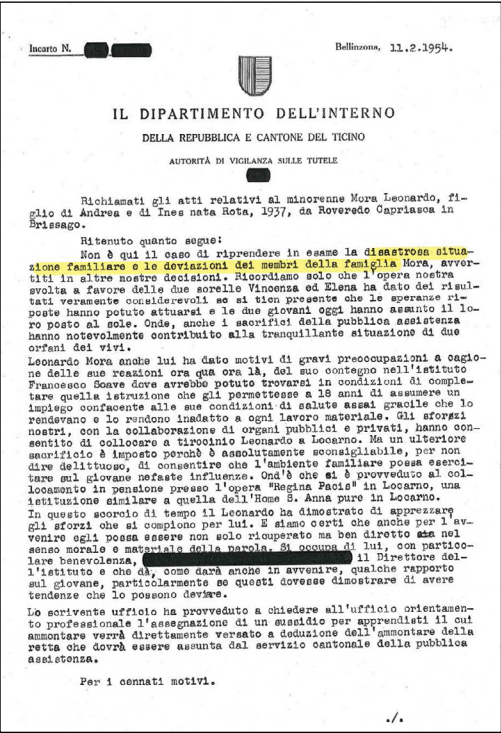 Incarto N.
Bellinzona, 11.2.1954.
IL DIPARTIMENTO DELL'INTERNO
DELLA REPUBBLICA E CANTONE DEL TICINO
AUTORITÀ DI VIGILANZA SULLE TUTELE
Richiamati gli atti relativi al minorenne Mora Leonardo, fi-
glio di Andrea e di Ines nata Rota, 1937, da Roveredo Capriasca in
Brissago.
Ritenuto quanto segue:
Non è qui il caso di riprendere in esame la disastrosa situa-
zione familiare e le deviazioni dei membri della famiglia Mora, avver-
titi in altre nostre decisioni. Ricordiamo solo che l'opera nostra
svolta a favore delle due sorelle Vincenza ed Elena ha dato dei risul-
tati veramente considerevoli se si tien presente che le speranze ri-
poste hanno potuto attuarsi e le due giovani oggi hanno assunto il lo-
ro posto al sole. Onde, anche i sacrifici della pubblica assistenza
hanno notevolmente contribuito alla tranquillante situazione di due
orfani dei vivi.
Leonardo Mora anche lui ha dato motivi di gravi preoccupazioni a cagio-
ne delle sue reazioni ora qua ora là, del suo contegno nell'istituto
Francesco Soave dove avrebbe potuto trovarsi in condizioni di comple-
tare quella istruzione che gli permettesse a 18 anni di assumere un
impiego confacente alle sue condizioni di salute assai gracile che lo
rendevano e lo rendono inadatto a ogni lavoro materiale. Gli sforzi
nostri, con la collaborazione di organi pubblici e privati, hanno con-
sentito di collocare a tirocinio Leonardo a Locarno. Ma un ulteriore
sacrificio è imposto perchè è assolutamente sconsigliabile, per non
dire delittuoso, di consentire che l'ambiente familiare possa eserci-
tare sul giovane nefaste influenze. Ond'è che si è provveduto al col-
locamento in pensione presso l'opera "Regina Pacis" in Locarno, una
istituzione similare a quella dell'Home S. Anna pure in Locarno.
In questo scorcio di tempo il Leonardo ha dimostrato di apprezzare
gli sforzi che si compiono per lui. E siamo certi che anche per l'av-
venire egli possa essere non solo ricuperato ma ben diretto sia nel
senso morale e materiale della parola. Si occupa di lui, con partico-
lare benevolenza, il Direttore del-
l'istituto e che dà, come darà anche in avvenire, qualche rapporto
sul giovane, particolarmente se questi dovesse dimostrare di avere
tendenze che lo possono deviare.
Lo scrivente ufficio ha provveduto a chiedere all'ufficio orientamen-
to professionale l'assegnazione di un sussidio per apprendisti il cui
ammontare verrà direttamente versato a deduzione dell'ammontare della
retta che dovrà essere assunta dal servizio cantonale della pubblica
assistenza.
Per i cennati motivi.
./.